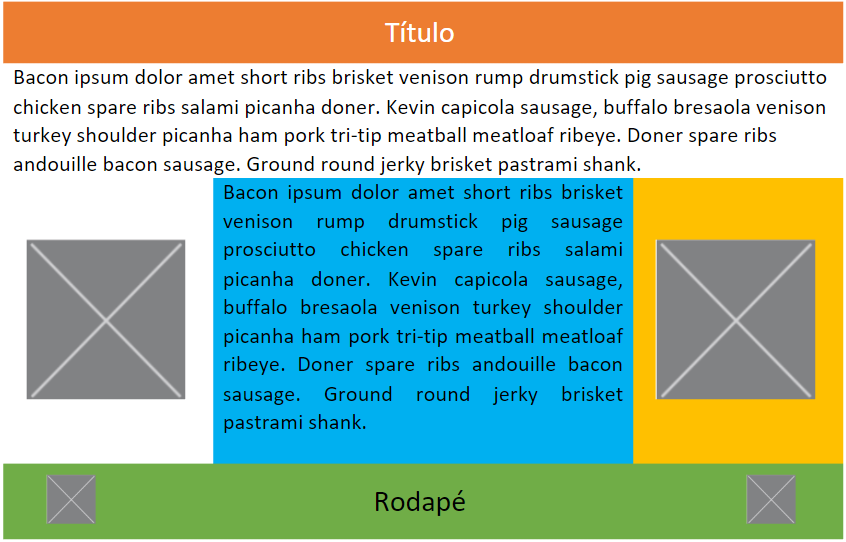 Título
Bacon ipsum dolor amet short ribs brisket venison rump drumstick pig sausage prosciutto
chicken spare ribs salami picanha doner. Kevin capicola sausage, buffalo bresaola venison
turkey shoulder picanha ham pork tri-tip meatball meatloaf ribeye. Doner spare ribs
andouille bacon sausage. Ground round jerky brisket pastrami shank.
Bacon ipsum dolor amet short ribs brisket
venison rump drumstick pig sausage
prosciutto chicken spare ribs salami
picanha doner. Kevin capicola sausage,
buffalo bresaola venison turkey shoulder
picanha ham pork tri-tip meatball meatloaf
ribeye. Doner spare ribs andouille bacon
sausage. Ground round jerky brisket
pastrami shank.
Rodapé